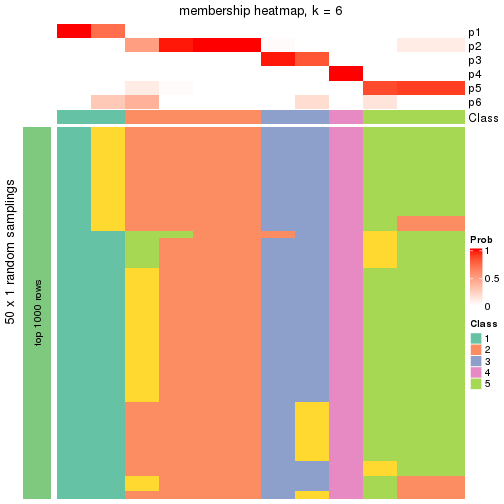 membership heatmap, k = 6
p1
p2
p3
p4
p5
p6
Class
50 x 1 random samplings
top 1000 rows
Prob
1
0.5
0
Class
1
2
3
4
5